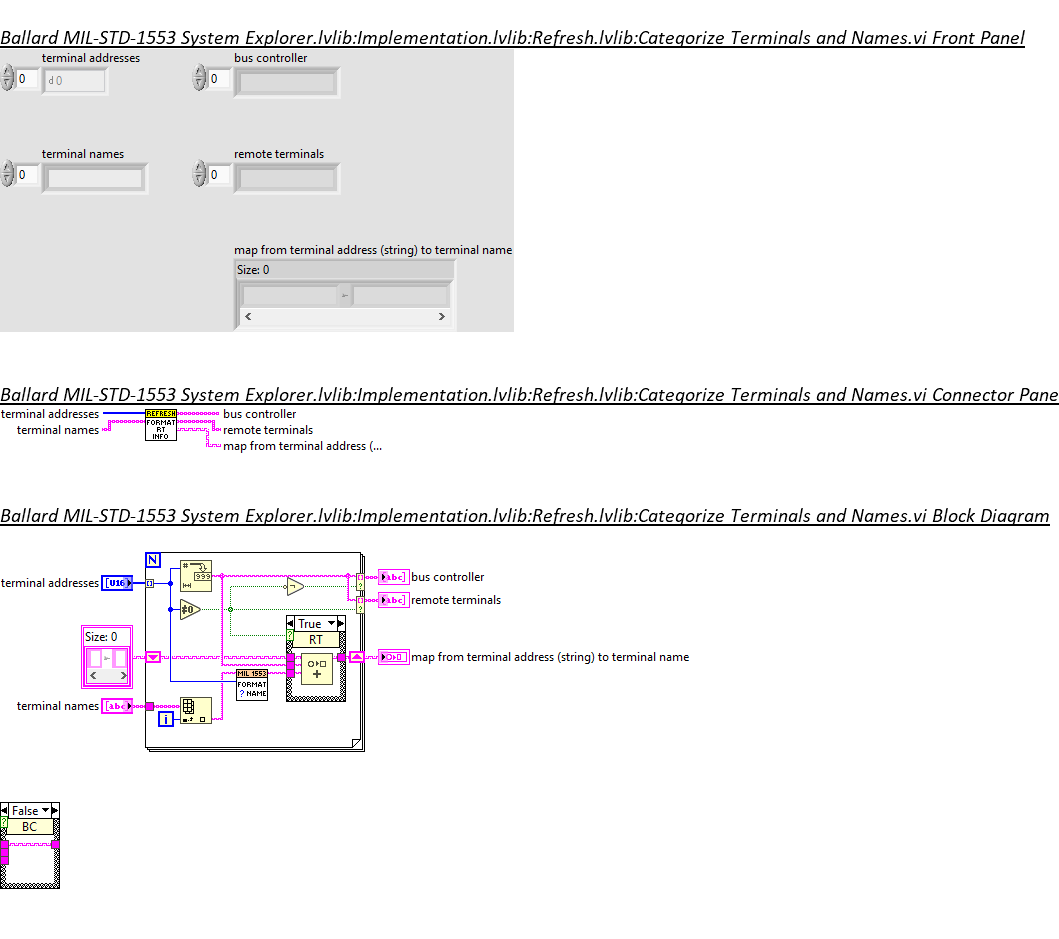 Ballard MIL-STD-1553 System Explorer.lvlib:Implementation.lvlib:Refresh.lvlib:Categorize Terminals and Names.vi Front Panel
terminal addresses
bus controller
0
d 0
0
terminal names
remote terminals
0
0
map from terminal address (string) to terminal name
Size: 0
Ballard MIL-STD-1553 System Explorer.lvlib:Implementation.lvlib:Refresh.lvlib:Categorize Terminals and Names.vi Connector Pane
terminal addresses
REFRESH
bus controller
terminal names
FORMAT
RT
INFO
remote terminals
map from terminal address (...
Ballard MIL-STD-1553 System Explorer.lvlib:Implementation.lvlib:Refresh.lvlib:Categorize Terminals and Names.vi Block Diagram
N
terminal addresses
[U16]
#
999
[abc]
bus controller
?
≠0
[abc]
remote terminals
?
True
?
RT
Size: 0
map from terminal address (string) to terminal name
MIL 1553
FORMAT
? NAME
terminal names
[abc]
i
False
?
BC